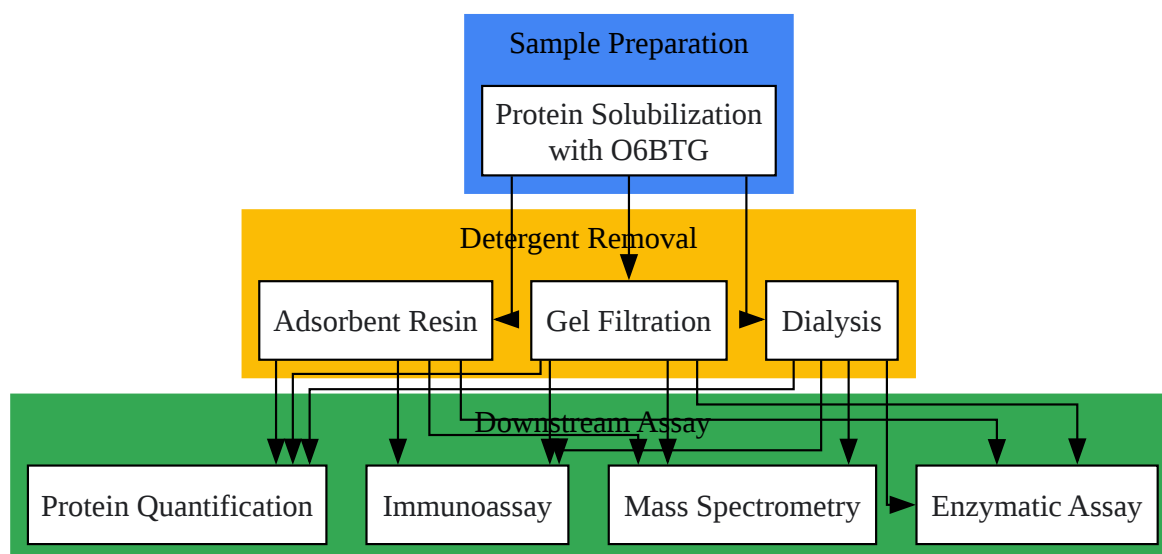 Sample Preparation
Protein Solubilization
with O6BTG
Detergent Removal
Adsorbent Resin
Gel Filtration
Dialysis
Downstream Assay
Protein Quantification
Immunoassay
Mass Spectrometry
Enzymatic Assay